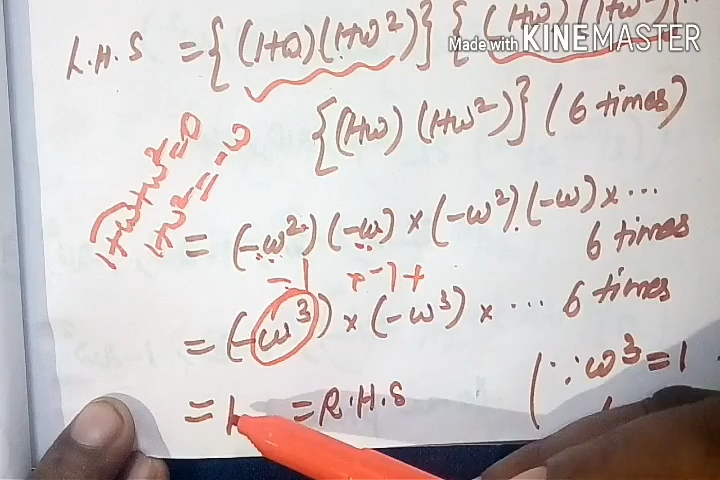 Made with KINEMASTER
L.H.S = {(1+ω)(1+ω²)} {(1+ω)(1+ω²)}
{(1+ω)(1+ω²)} (6 times)
1+ω+ω²=0
1+ω²=-ω
= (-ω²)(-ω) × (-ω²)(-ω) × ...
6 times
= (-ω³) × (-ω³) × ... 6 times
= 1 = R.H.S
(∵ω³=1